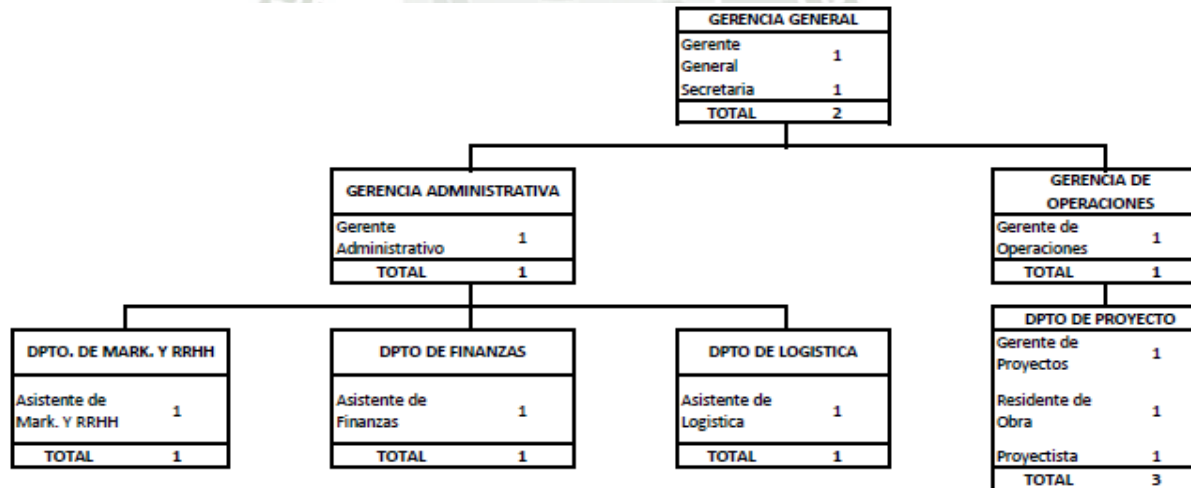 GERENCIA GENERAL
Gerente
General 1
Secretaria 1
TOTAL 2
GERENCIA ADMINISTRATIVA
Gerente
Administrativo 1
TOTAL 1
GERENCIA DE
OPERACIONES
Gerente de
Operaciones 1
TOTAL 1
DPTO. DE MARK. Y RRHH
Asistente de
Mark. Y RRHH 1
TOTAL 1
DPTO DE FINANZAS
Asistente de
Finanzas 1
TOTAL 1
DPTO DE LOGISTICA
Asistente de
Logistica 1
TOTAL 1
DPTO DE PROYECTO
Gerente de
Proyectos 1
Residente de
Obra 1
Proyectista 1
TOTAL 3